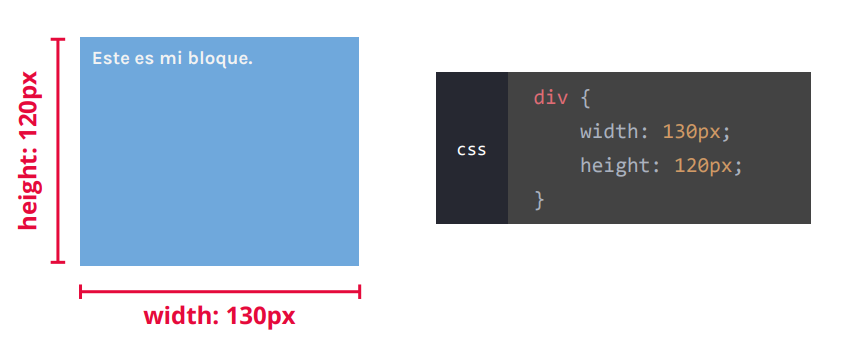 Este es mi bloque.
height: 120px
width: 130px
css
div {
width: 130px;
height: 120px;
}